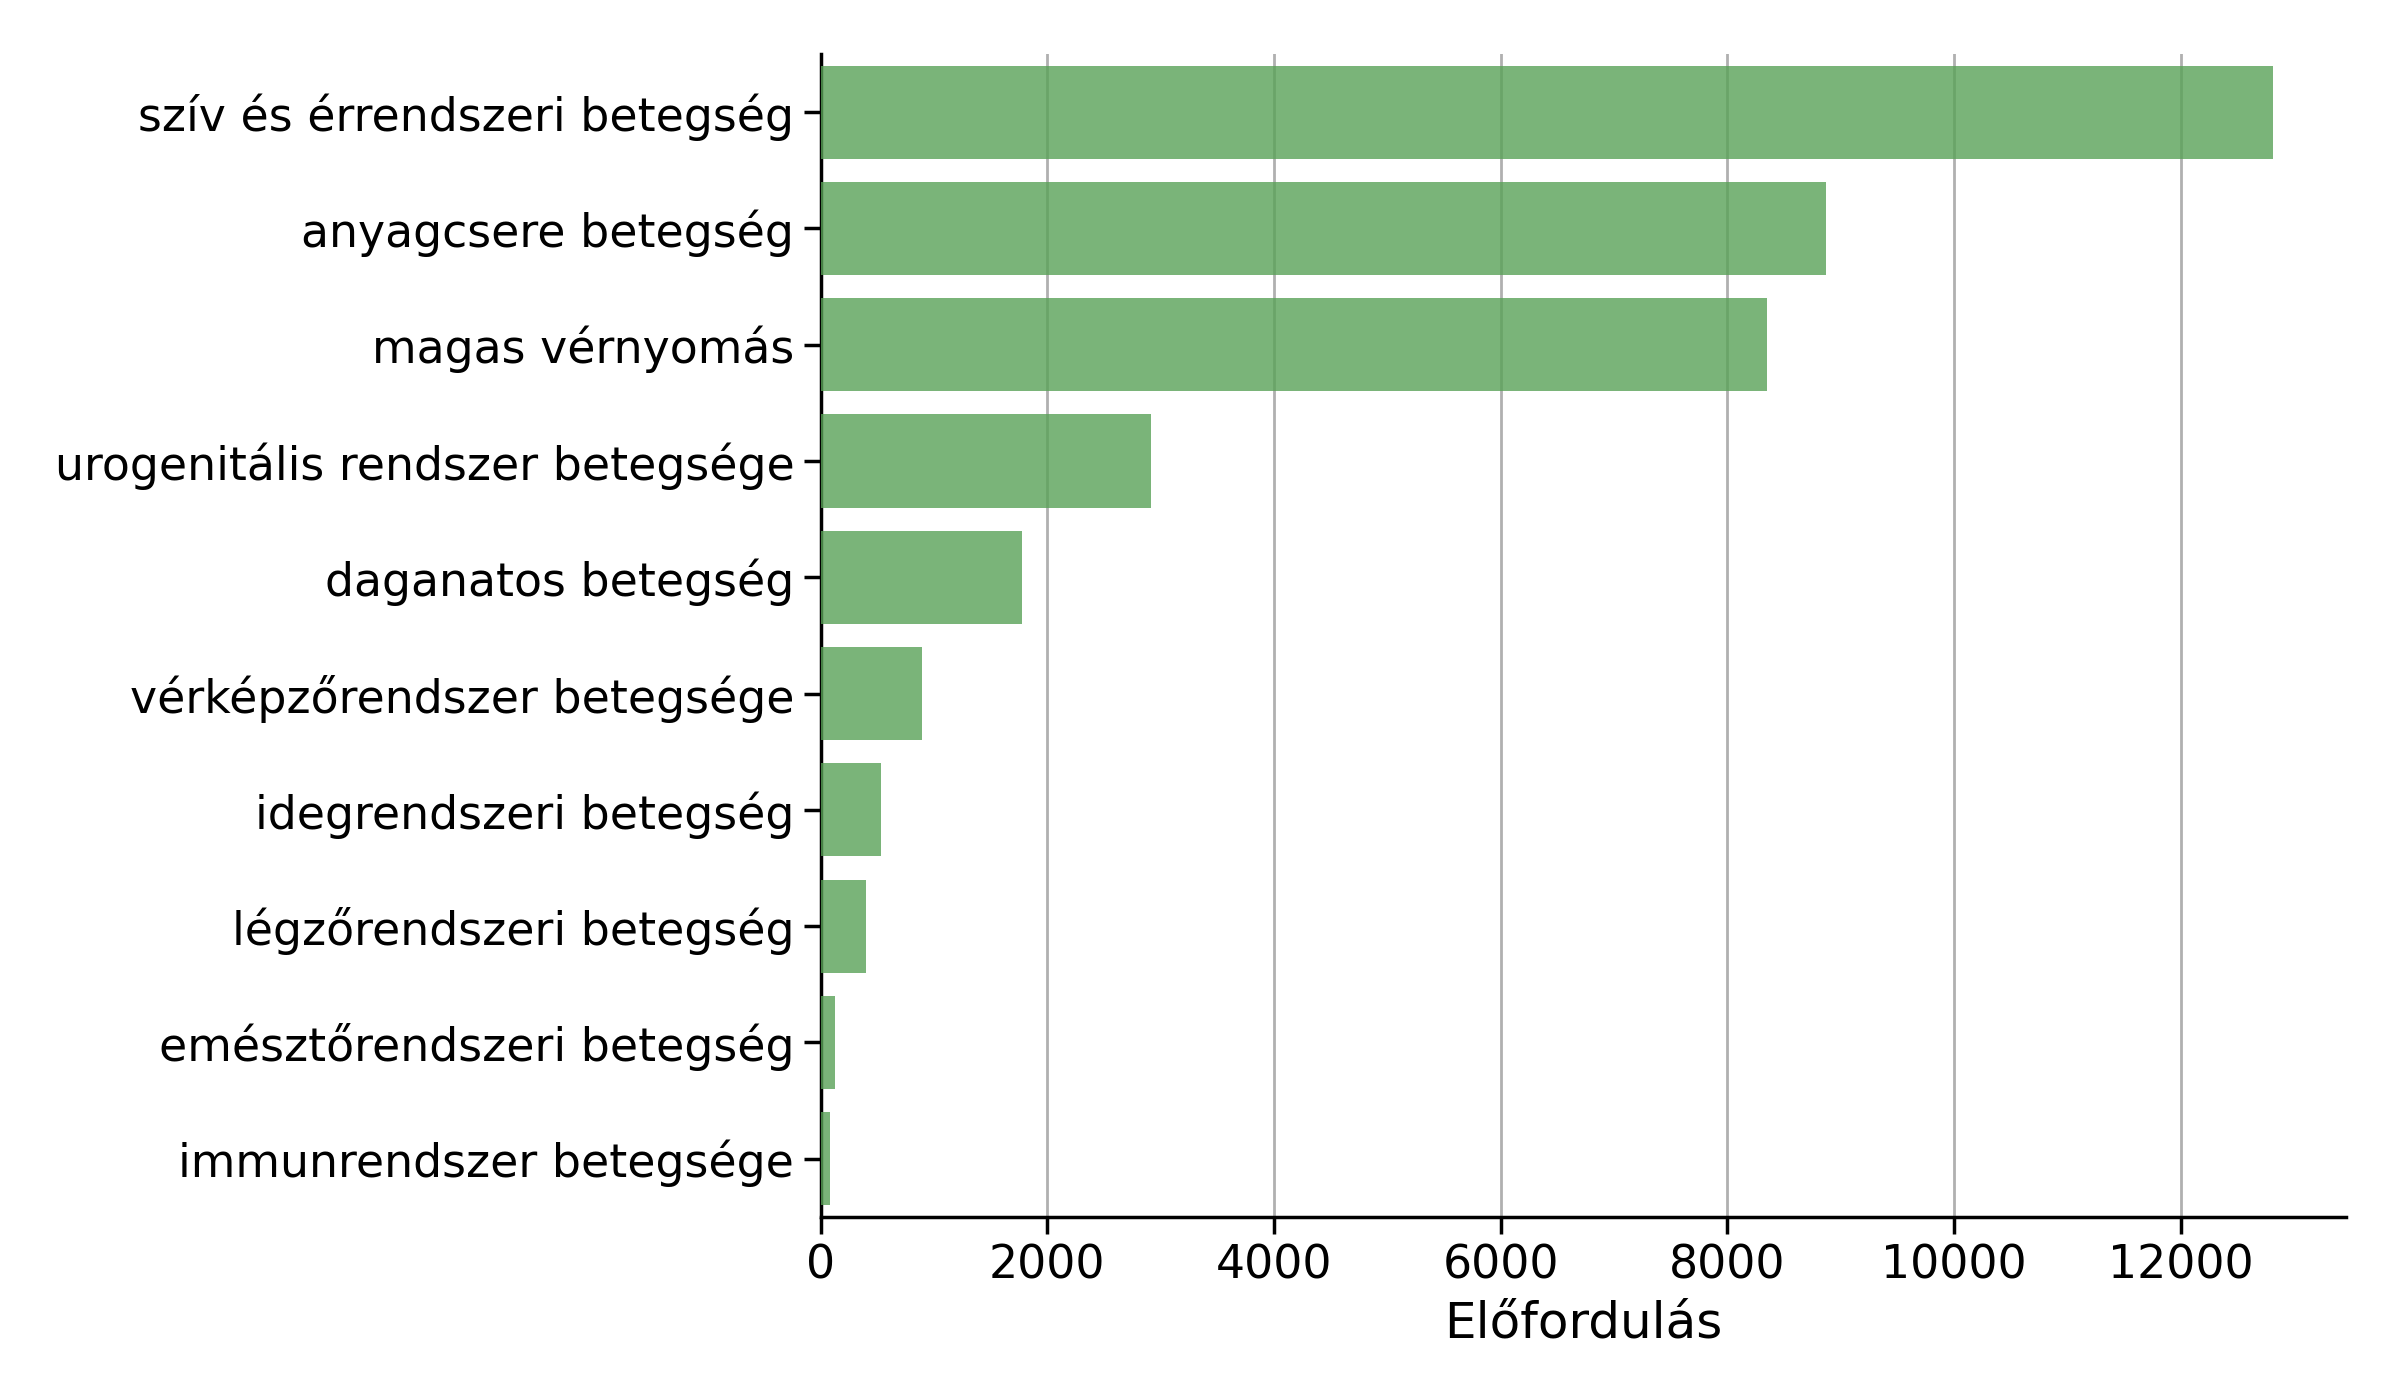 szív és érrendszeri betegség
anyagcsere betegség
magas vérnyomás
urogenitális rendszer betegsége
daganatos betegség
vérképzőrendszer betegsége
idegrendszeri betegség
légzőrendszeri betegség
emésztőrendszeri betegség
immunrendszer betegsége
0 2000 4000 6000 8000 10000 12000
Előfordulás